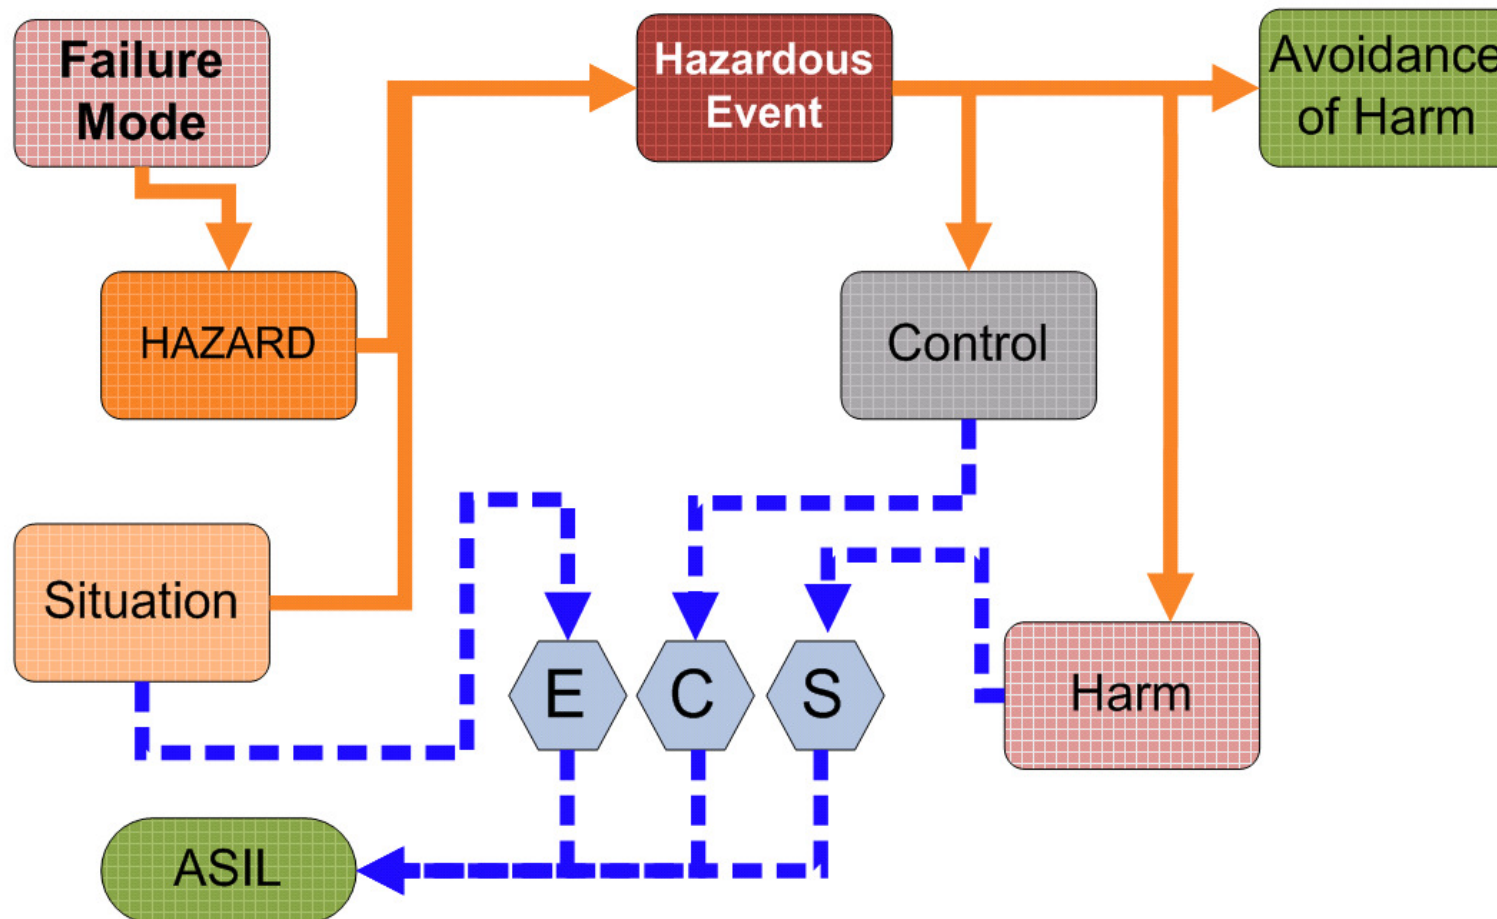 Failure
Mode
Hazardous
Event
Avoidance
of Harm
HAZARD
Control
Situation
E
C
S
Harm
ASIL